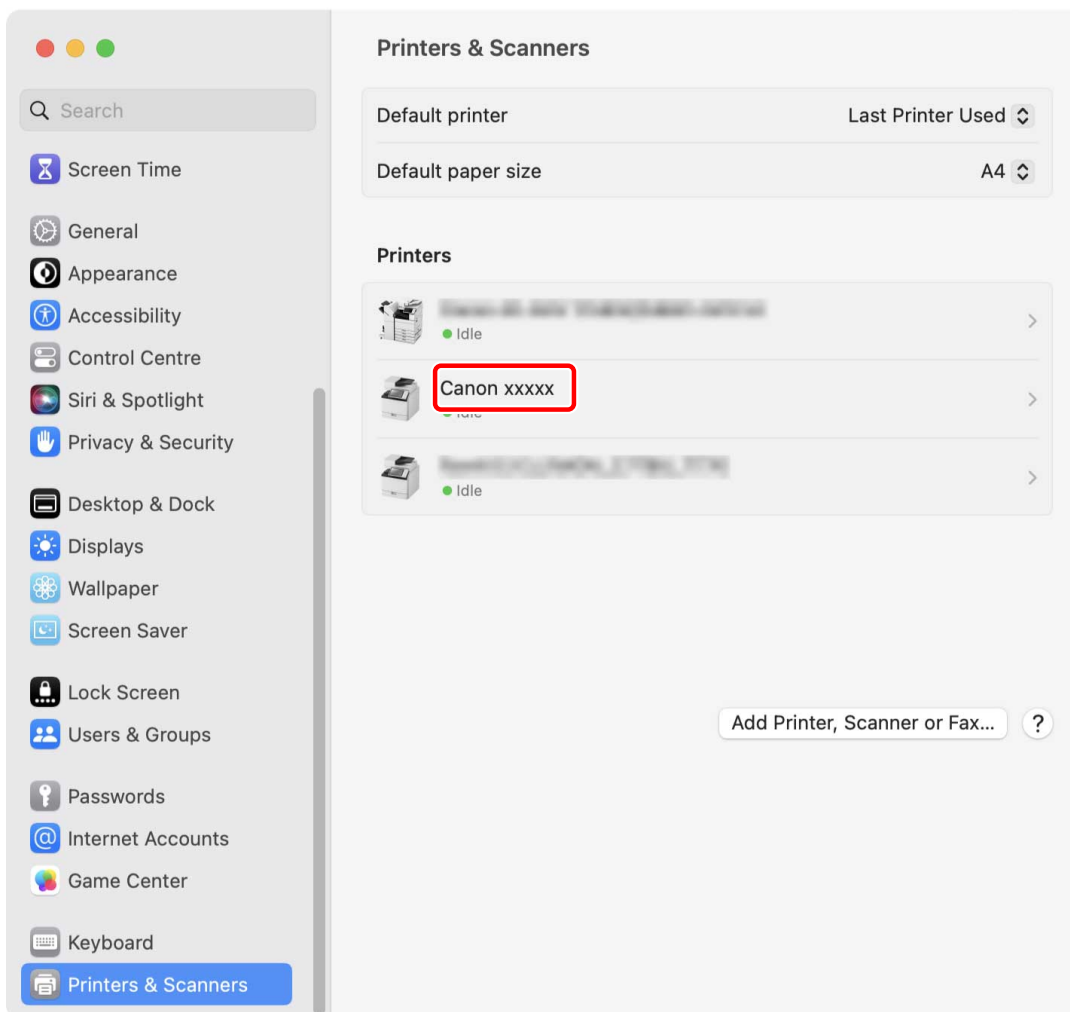 Search
Screen Time
General
Appearance
Accessibility
Control Centre
Siri & Spotlight
Privacy & Security
Desktop & Dock
Displays
Wallpaper
Screen Saver
Lock Screen
Users & Groups
Passwords
Internet Accounts
Game Center
Keyboard
Printers & Scanners
Printers & Scanners
Default printer
Last Printer Used
Default paper size
A4
Printers
Idle
Canon xxxxx
Idle
Add Printer, Scanner or Fax...
?